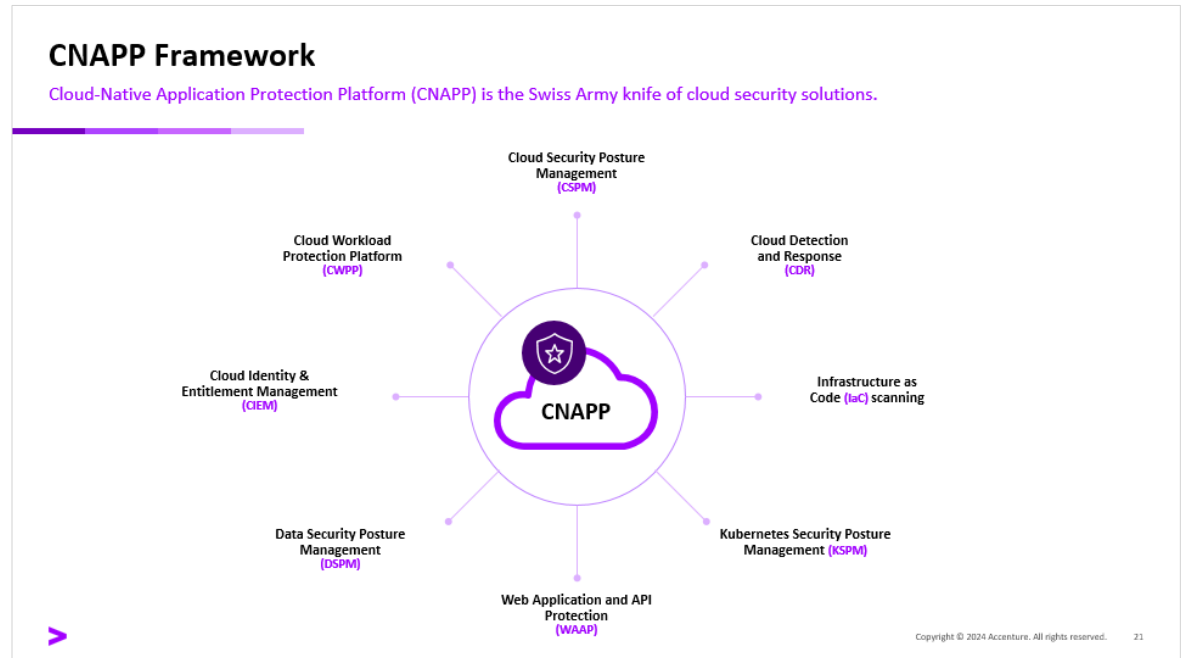 CNAPP Framework
Cloud-Native Application Protection Platform (CNAPP) is the Swiss Army knife of cloud security solutions.
Cloud Security Posture
Management
(CSPM)
Cloud Workload
Protection Platform
(CWPP)
Cloud Detection
and Response
(CDR)
Cloud Identity &
Entitlement Management
(CIEM)
CNAPP
Infrastructure as
Code (IaC) scanning
Data Security Posture
Management
(DSPM)
Kubernetes Security Posture
Management (KSPM)
Web Application and API
Protection
(WAAP)
Copyright © 2024 Accenture. All rights reserved. 21